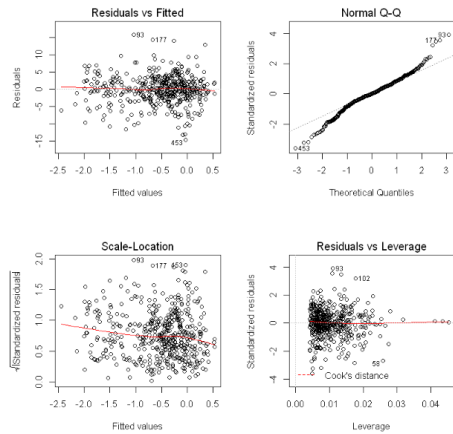 Residuals vs Fitted
Residuals
15
5
0
-5
-15
93
177
453
-2.5 -2.0 -1.5 -1.0 -0.5 0.0 0.5
Fitted values
Normal Q-Q
Standardized residuals
4
2
0
-2
93
177
453
-3 -2 -1 0 1 2 3
Theoretical Quantiles
Scale-Location
√|Standardized residuals|
2.0
1.5
1.0
0.5
0.0
93
177
453
-2.5 -2.0 -1.5 -1.0 -0.5 0.0 0.5
Fitted values
Residuals vs Leverage
Standardized residuals
4
2
0
-2
-4
93
102
58
Cook's distance
0.00 0.01 0.02 0.03 0.04
Leverage